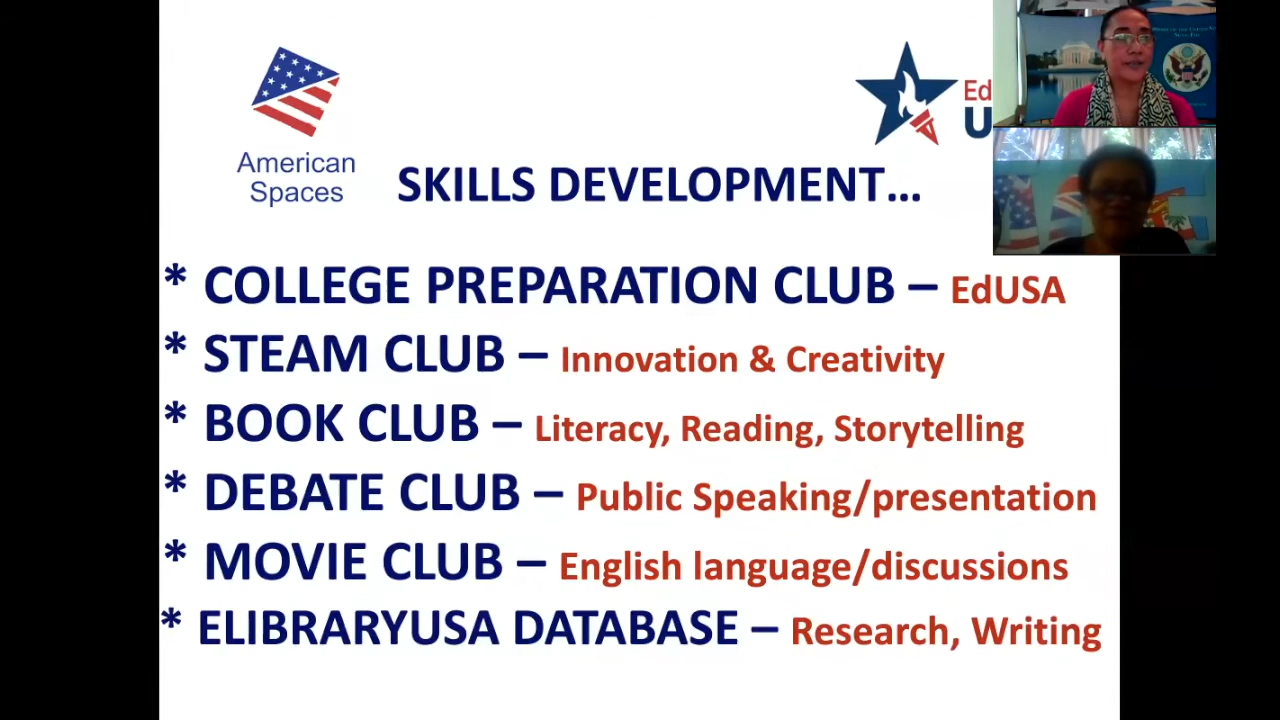 American
Spaces
Ed
U
SKILLS DEVELOPMENT...
* COLLEGE PREPARATION CLUB – EdUSA
* STEAM CLUB – Innovation & Creativity
* BOOK CLUB – Literacy, Reading, Storytelling
* DEBATE CLUB – Public Speaking/presentation
* MOVIE CLUB – English language/discussions
* ELIBRARYUSA DATABASE – Research, Writing